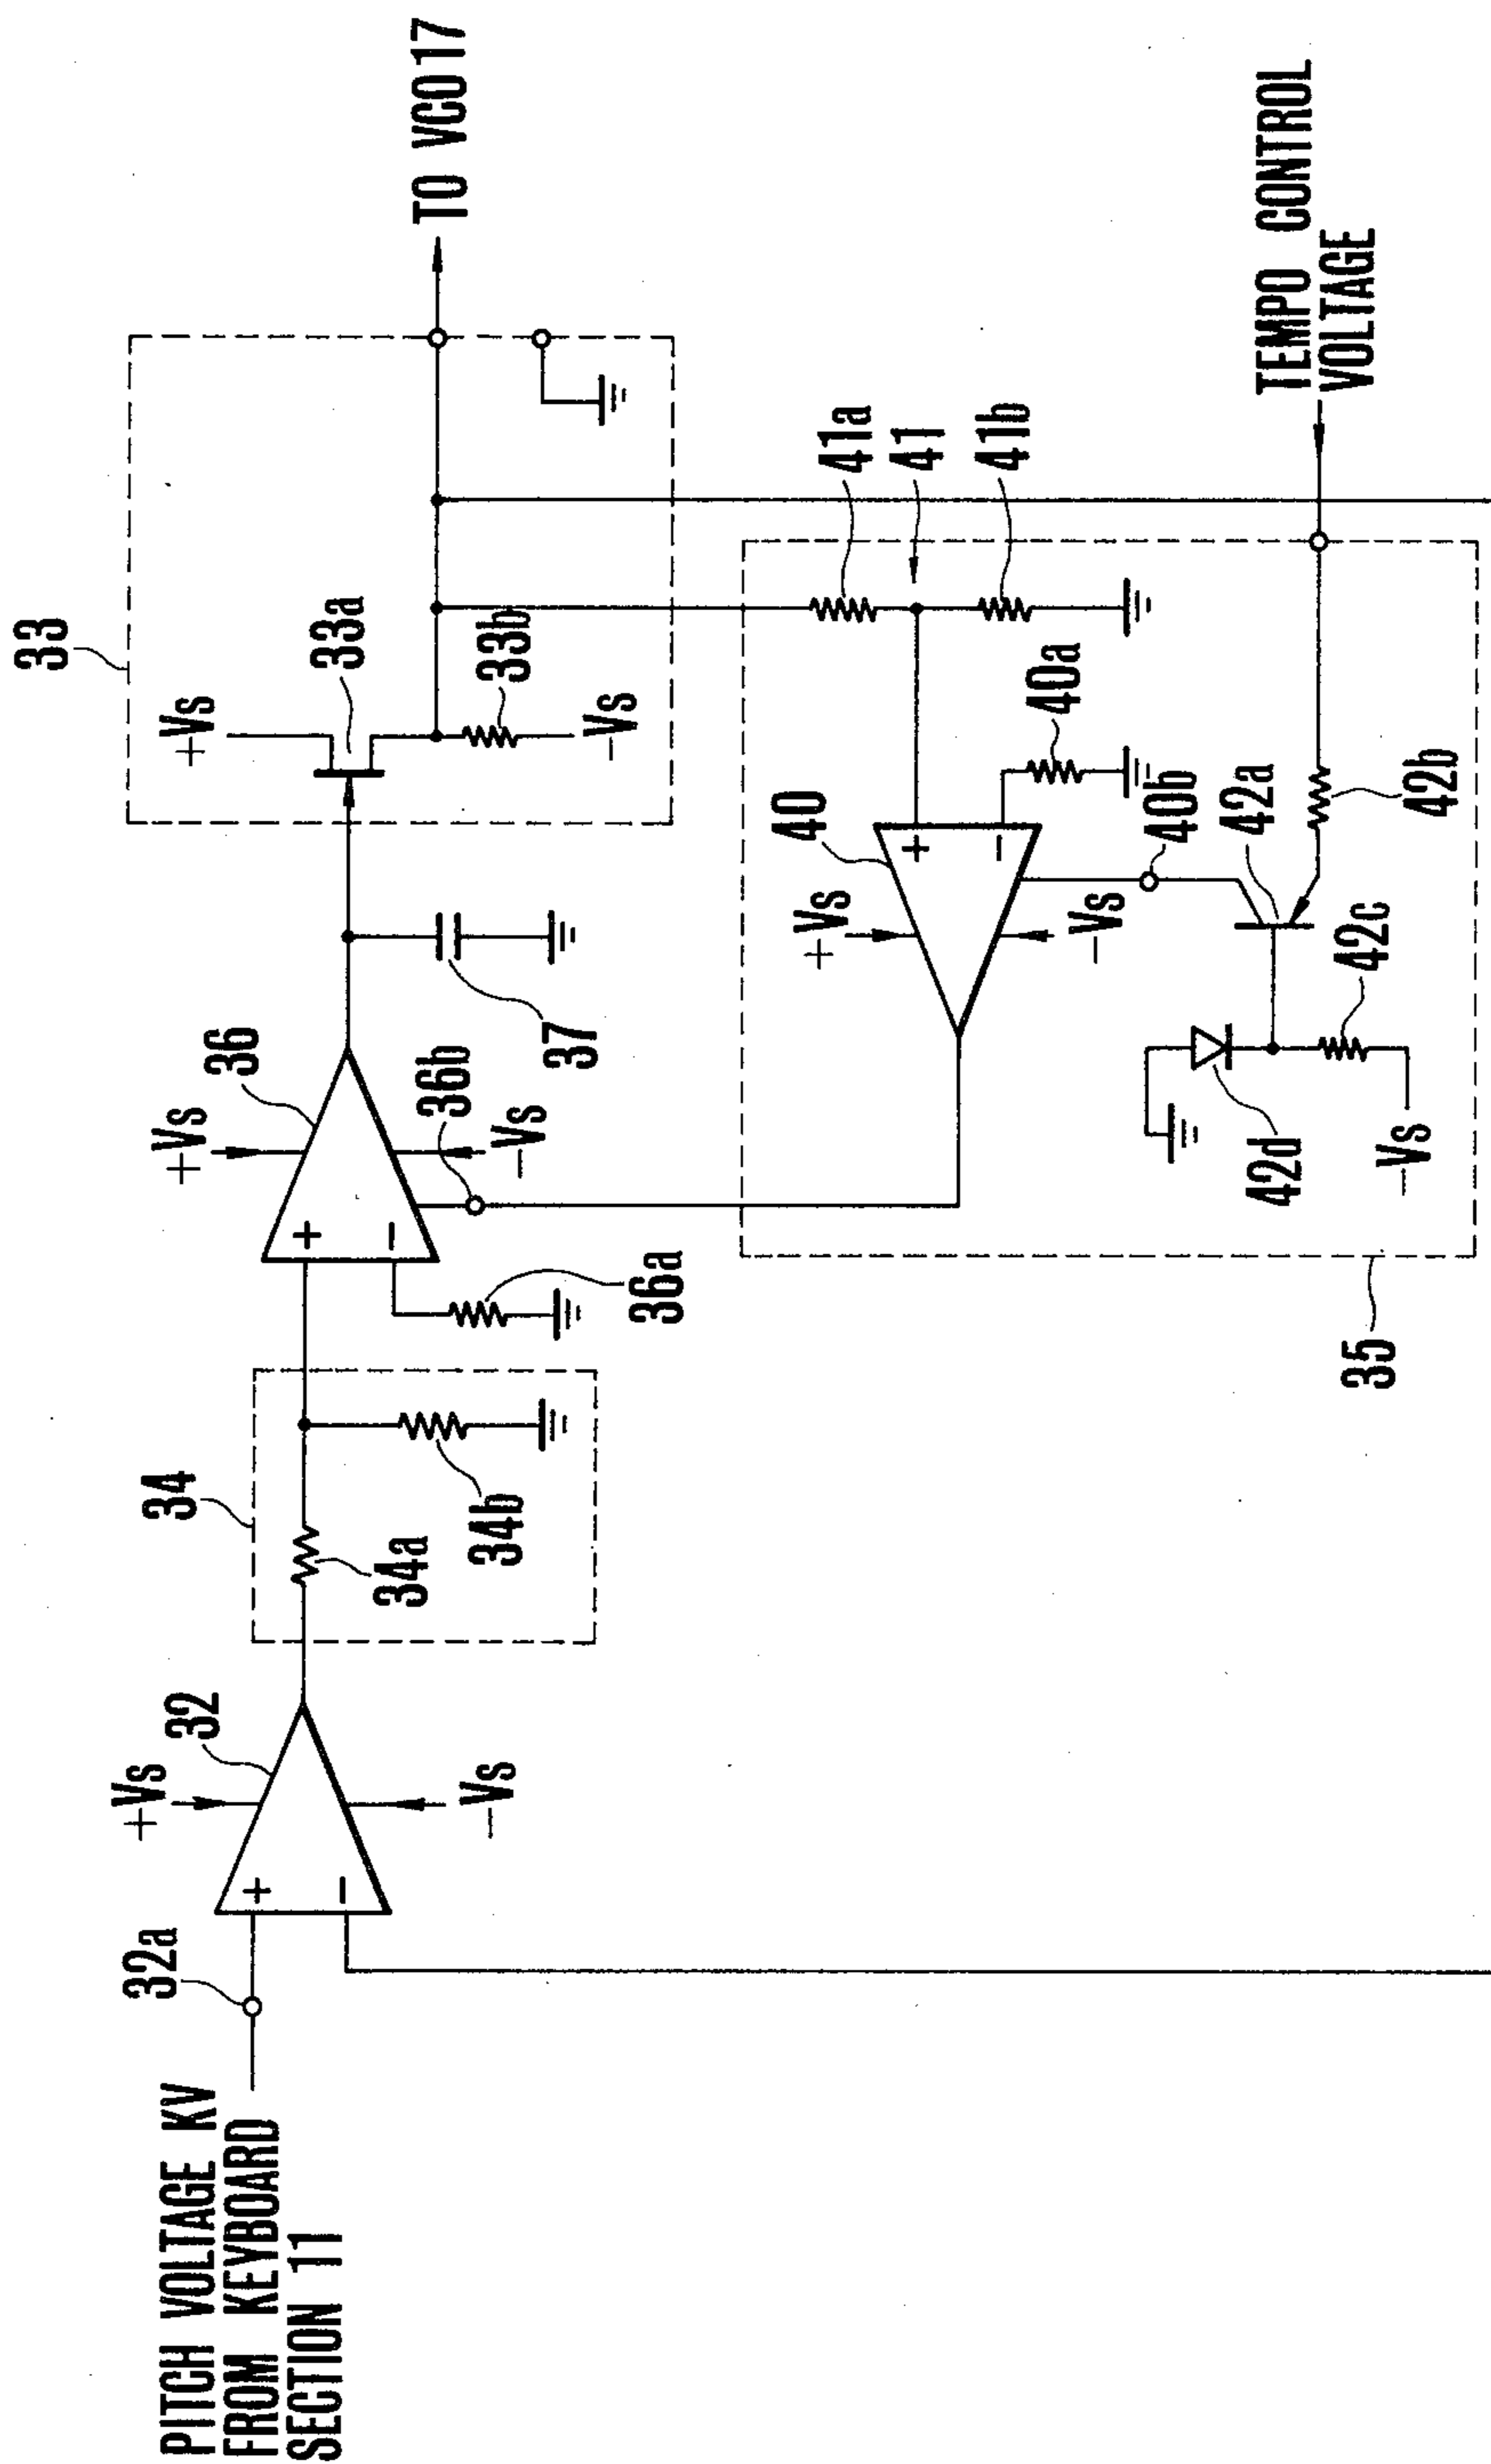 PITCH VOLTAGE KV
FROM KEYBOARD
SECTION 11
32a
+Vs
32
-Vs
34
34a
34b
+Vs
36
36a
36b
-Vs
37
33
+Vs
33a
33b
-Vs
TO VCO17
41a
41
41b
40
+Vs
-Vs
40a
40b
42a
42b
42c
42d
-Vs
35
TEMPO CONTROL
VOLTAGE
+
-
+
-
+
-